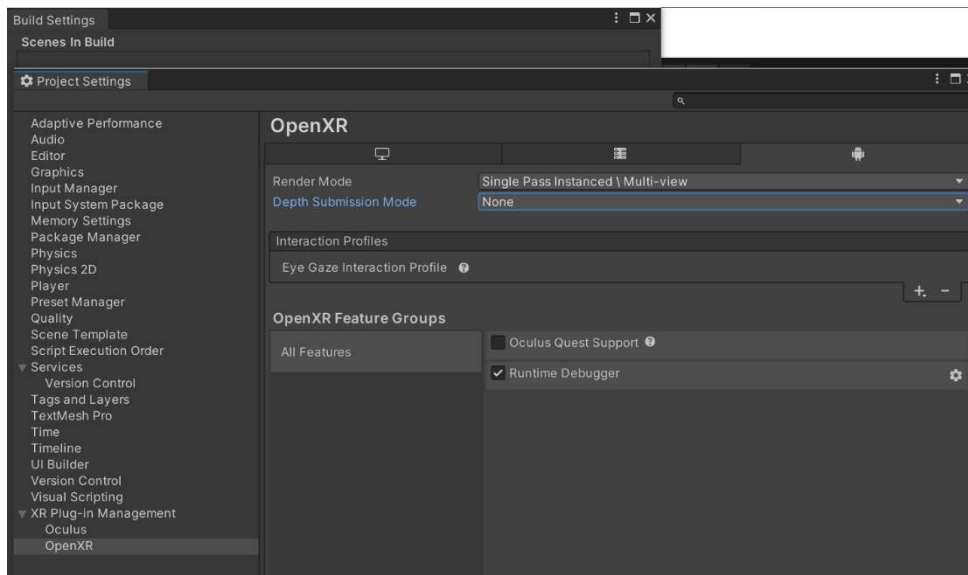 Build Settings
Scenes In Build
Project Settings
Adaptive Performance
Audio
Editor
Graphics
Input Manager
Input System Package
Memory Settings
Package Manager
Physics
Physics 2D
Player
Preset Manager
Quality
Scene Template
Script Execution Order
Services
Version Control
Tags and Layers
TextMesh Pro
Time
Timeline
UI Builder
Version Control
Visual Scripting
XR Plug-in Management
Oculus
OpenXR
OpenXR
Render Mode Single Pass Instanced \ Multi-view
Depth Submission Mode None
Interaction Profiles
Eye Gaze Interaction Profile
OpenXR Feature Groups
All Features
Oculus Quest Support
Runtime Debugger